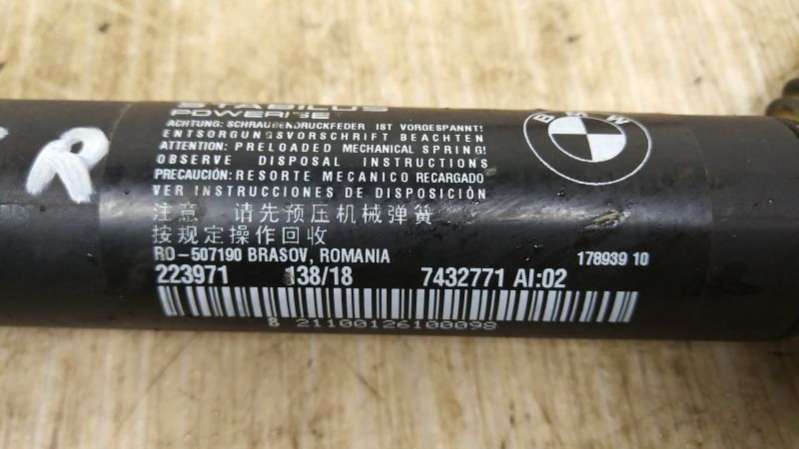 STABILUS
POWERISE
ACHTUNG: SCHRAUBENDRUCKFEDER IST VORGESPANNT!
ENTSORGUNGSVORSCHRIFT BEACHTEN
ATTENTION: PRELOADED MECHANICAL SPRING!
OBSERVE DISPOSAL INSTRUCTIONS
PRECAUCIÓN: RESORTE MECANICO RECARGADO
VER INSTRUCCIONES DE DISPOSICIÓN
注意 请先预压机械弹簧
按规定操作回收
RO-507190 BRASOV, ROMANIA 17893910
223971 138/18 7432771 AI:02
8 21100126100098
BMW
R